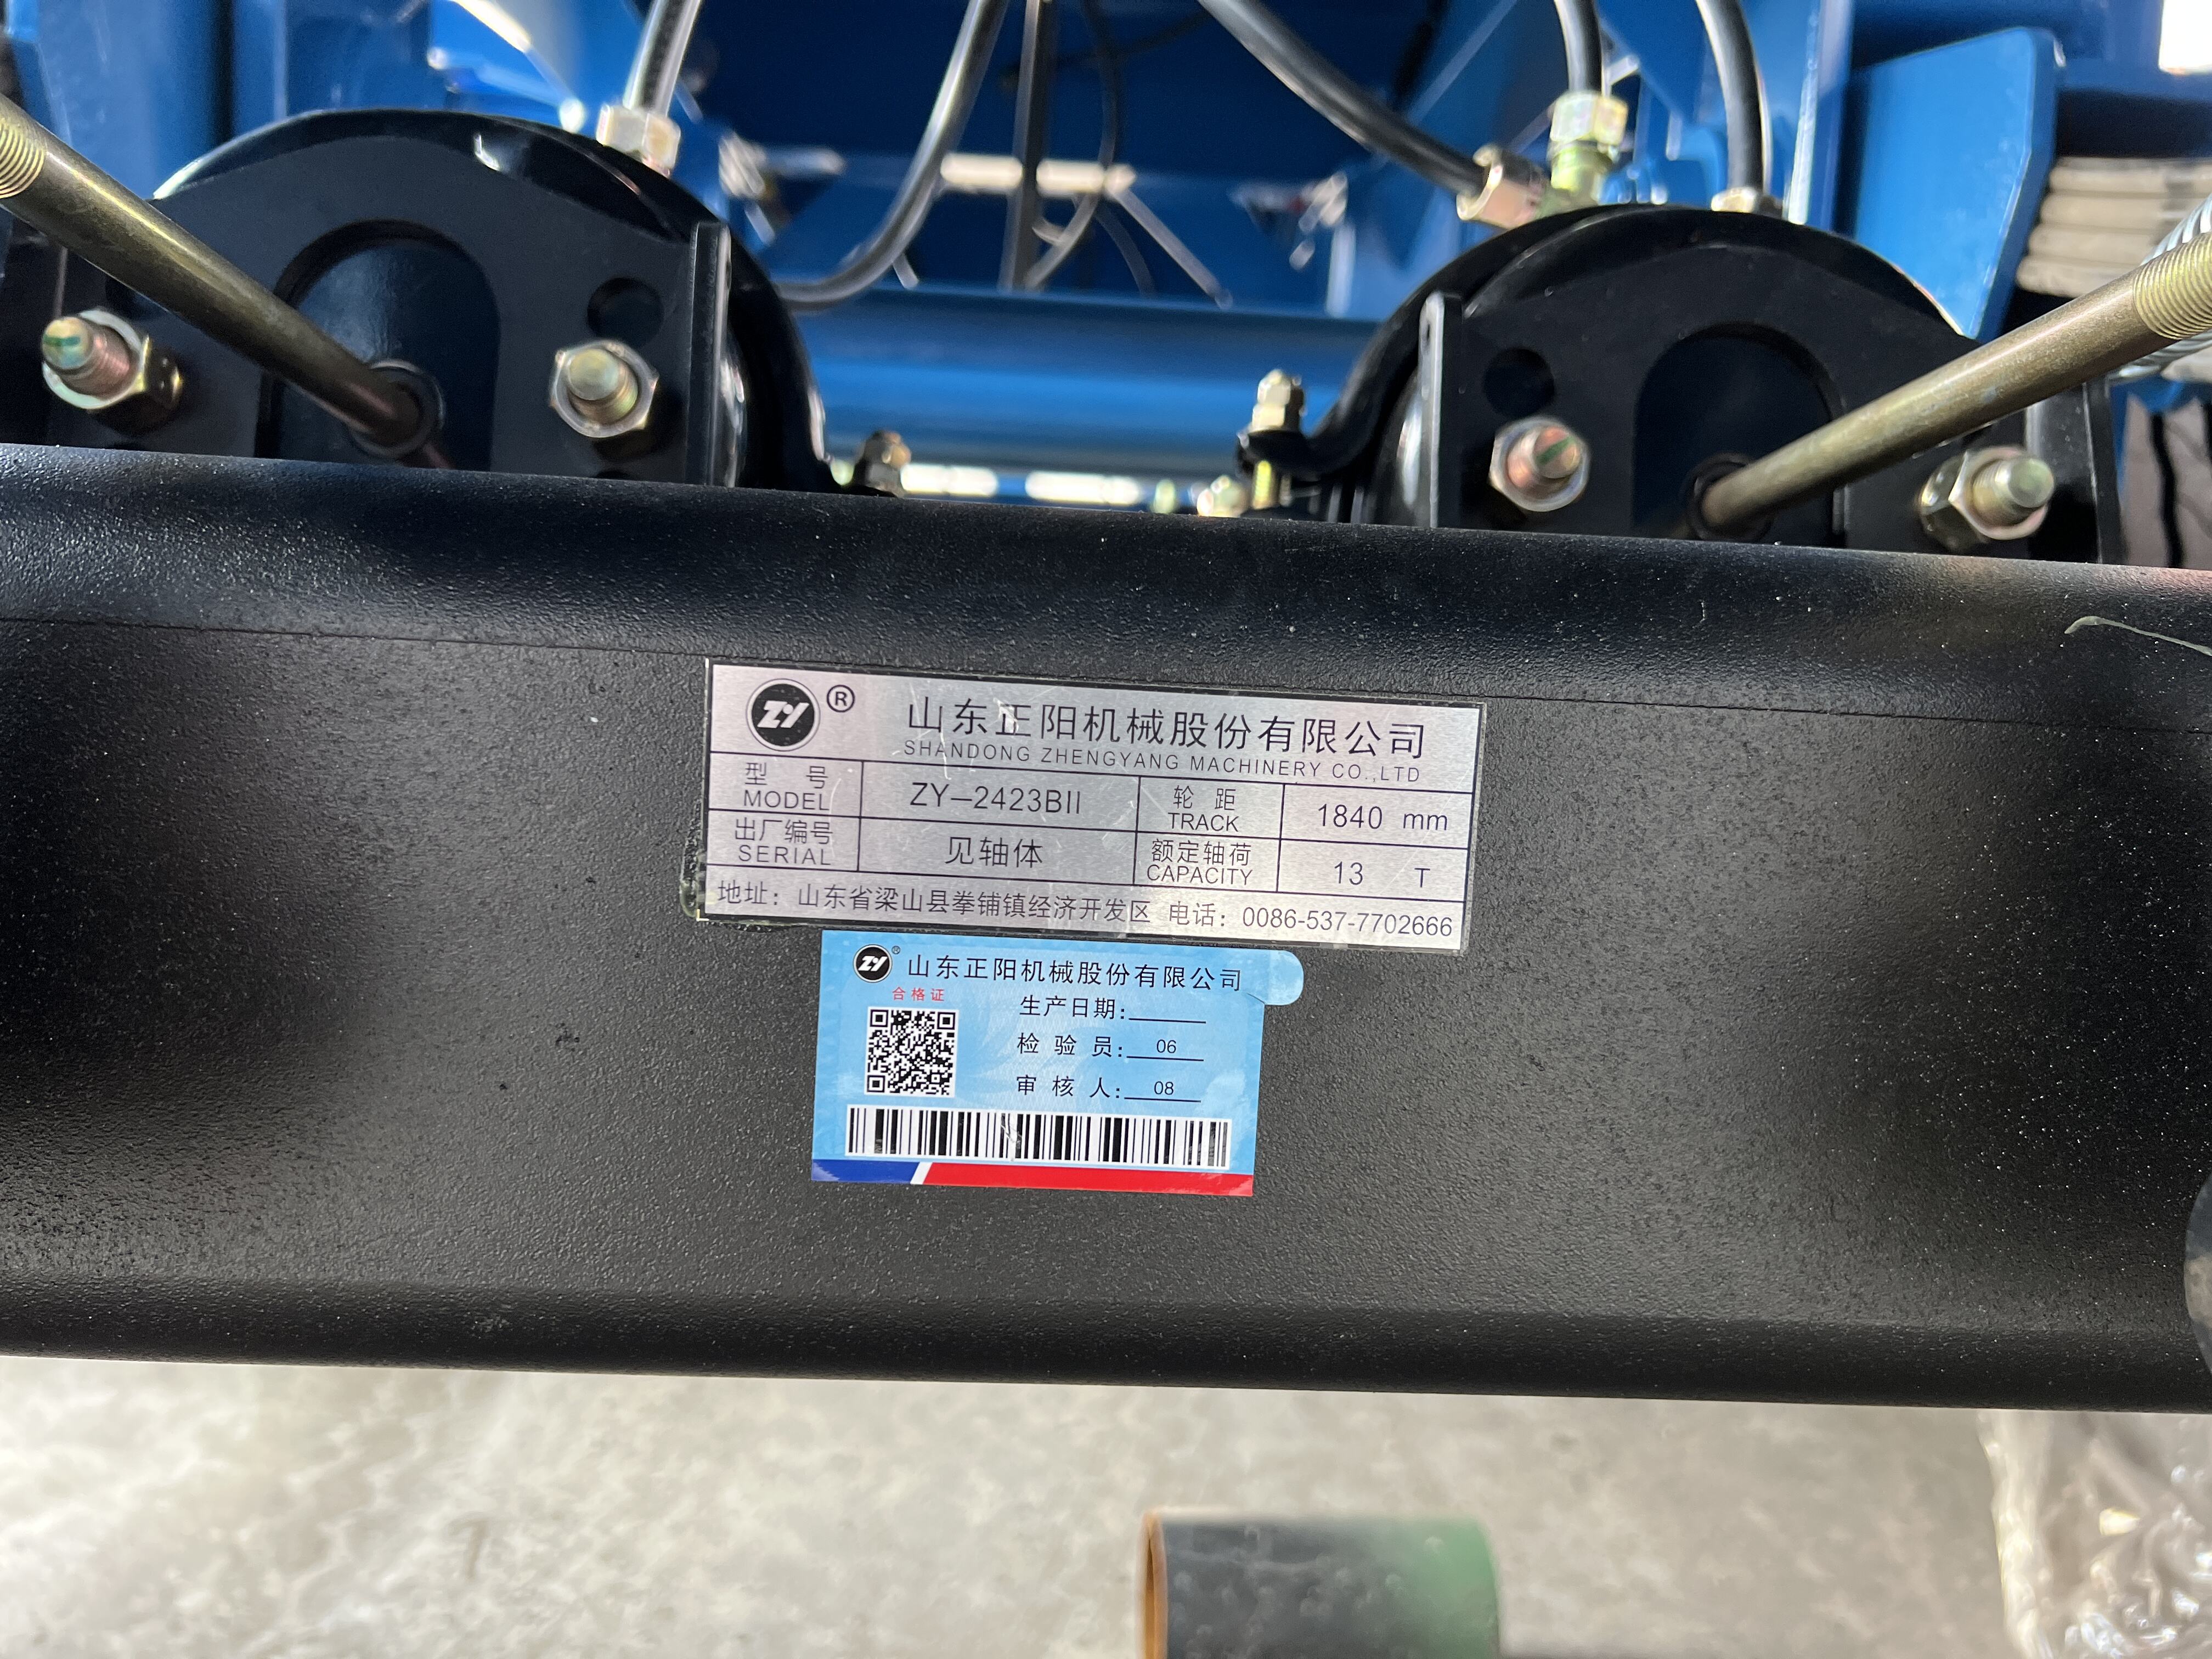 ZY ® 山东正阳机械股份有限公司
SHANDONG ZHENGYANG MACHINERY CO.,LTD
型 号 MODEL ZY-2423BII 轮 距 TRACK 1840 mm
出厂编号 SERIAL 见轴体 额定轴荷 CAPACITY 13 T
地址：山东省梁山县拳铺镇经济开发区 电话：0086-537-7702666
ZY ® 山东正阳机械股份有限公司
合格证
生产日期:
检 验 员: 06
审 核 人: 08